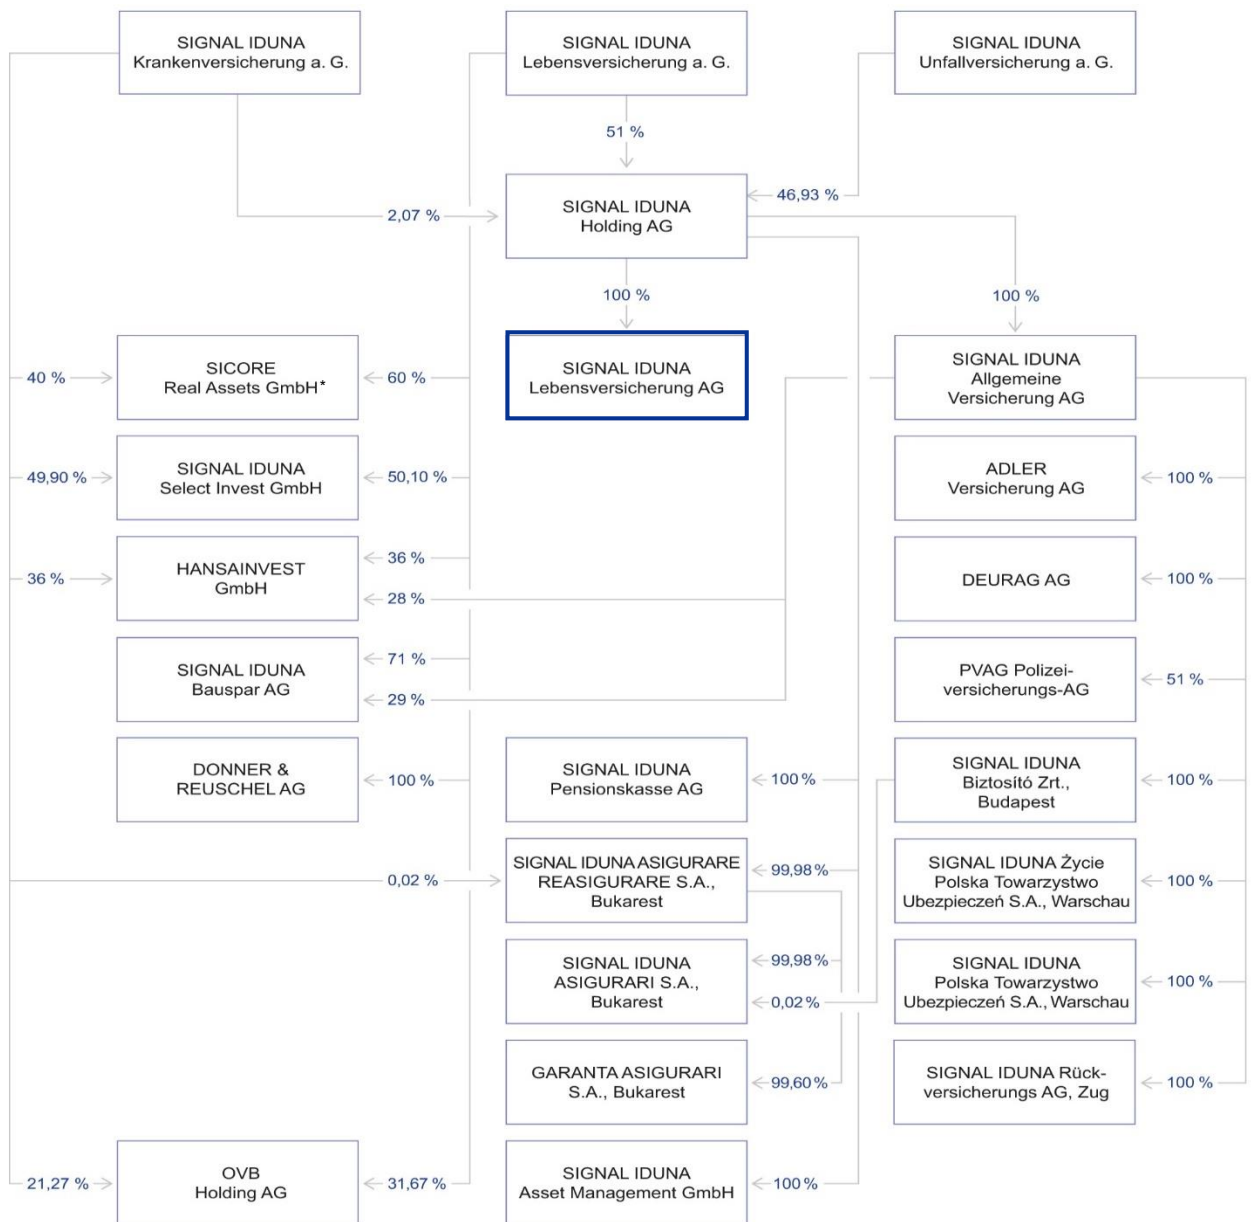 SIGNAL IDUNA
Krankenversicherung a. G.
SIGNAL IDUNA
Lebensversicherung a. G.
SIGNAL IDUNA
Unfallversicherung a. G.
51 %
46,93 %
2,07 %
SIGNAL IDUNA
Holding AG
100 %
100 %
40 %
SICORE
Real Assets GmbH*
60 %
SIGNAL IDUNA
Lebensversicherung AG
SIGNAL IDUNA
Allgemeine
Versicherung AG
49,90 %
SIGNAL IDUNA
Select Invest GmbH
50,10 %
ADLER
Versicherung AG
100 %
36 %
HANSAINVEST
GmbH
36 %
28 %
DEURAG AG
100 %
SIGNAL IDUNA
Bauspar AG
71 %
29 %
PVAG Polizei-
versicherungs-AG
51 %
DONNER &
REUSCHEL AG
100 %
SIGNAL IDUNA
Pensionskasse AG
100 %
SIGNAL IDUNA
Biztosító Zrt.,
Budapest
100 %
0,02 %
SIGNAL IDUNA ASIGURARE
REASIGURARE S.A.,
Bukarest
99,98 %
SIGNAL IDUNA Życie
Polska Towarzystwo
Ubezpieczeń S.A., Warschau
100 %
SIGNAL IDUNA
ASIGURARI S.A.,
Bukarest
99,98 %
0,02 %
SIGNAL IDUNA
Polska Towarzystwo
Ubezpieczeń S.A., Warschau
100 %
GARANTA ASIGURARI
S.A., Bukarest
99,60 %
SIGNAL IDUNA Rück-
versicherungs AG, Zug
100 %
21,27 %
OVB
Holding AG
31,67 %
SIGNAL IDUNA
Asset Management GmbH
100 %